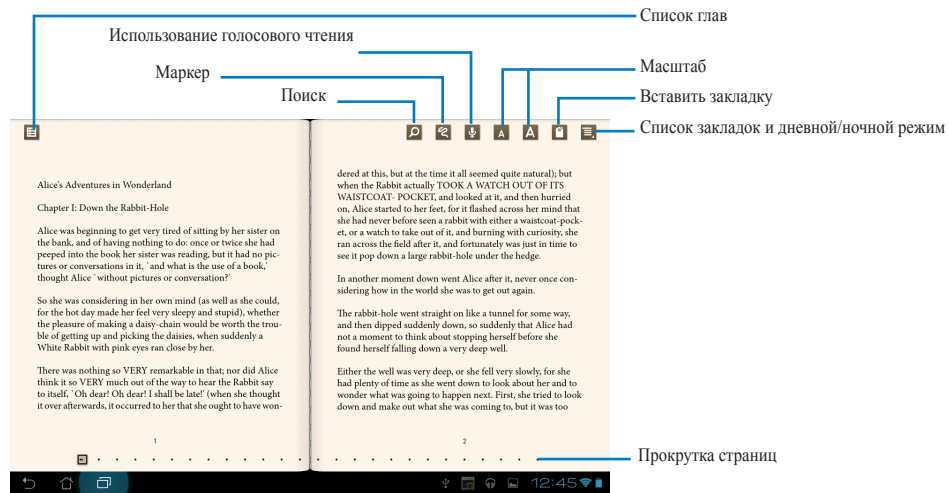 Список глав
Использование голосового чтения
Масштаб
Маркер
Вставить закладку
Поиск
Список закладок и дневной/ночной режим
A A
Alice's Adventures in Wonderland
Chapter I: Down the Rabbit-Hole
Alice was beginning to get very tired of sitting by her sister on
the bank, and of having nothing to do: once or twice she had
peeped into the book her sister was reading, but it had no pic-
tures or conversations in it, `and what is the use of a book,'
thought Alice `without pictures or conversation?'
So she was considering in her own mind (as well as she could,
for the hot day made her feel very sleepy and stupid), whether
the pleasure of making a daisy-chain would be worth the trou-
ble of getting up and picking the daisies, when suddenly a
White Rabbit with pink eyes ran close by her.
There was nothing so VERY remarkable in that; nor did Alice
think it so VERY much out of the way to hear the Rabbit say
to itself, `Oh dear! Oh dear! I shall be late!' (when she thought
it over afterwards, it occurred to her that she ought to have won-
1
dered at this, but at the time it all seemed quite natural); but
when the Rabbit actually TOOK A WATCH OUT OF ITS
WAISTCOAT- POCKET, and looked at it, and then hurried
on, Alice started to her feet, for it flashed across her mind that
she had never before seen a rabbit with either a waistcoat-pock-
et, or a watch to take out of it, and burning with curiosity, she
ran across the field after it, and fortunately was just in time to
see it pop down a large rabbit-hole under the hedge.
In another moment down went Alice after it, never once con-
sidering how in the world she was to get out again.
The rabbit-hole went straight on like a tunnel for some way,
and then dipped suddenly down, so suddenly that Alice had
not a moment to think about stopping herself before she
found herself falling down a very deep well.
Either the well was very deep, or she fell very slowly, for she
had plenty of time as she went down to look about her and to
wonder what was going to happen next. First, she tried to look
down and make out what she was coming to, but it was too
2
Прокрутка страниц
12:45